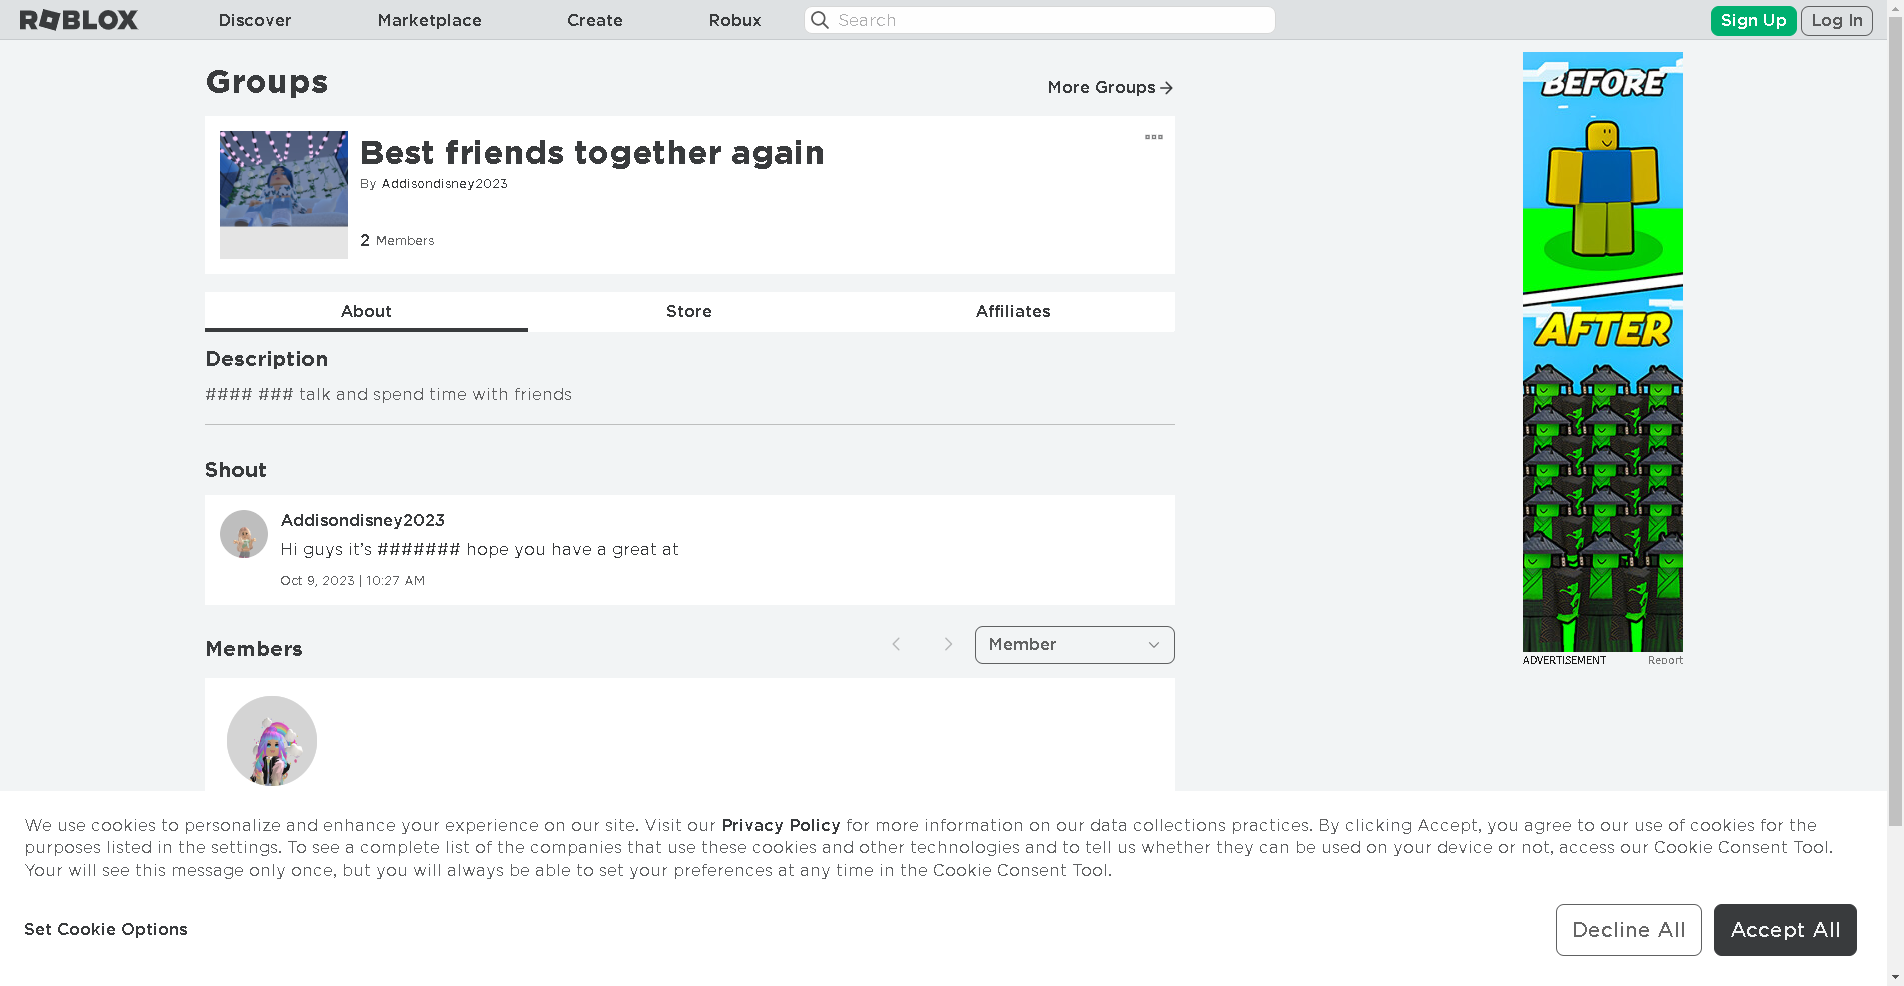 ROBLOX
Discover
Marketplace
Create
Robux
Search
Sign Up
Log In
Groups
More Groups
Best friends together again
By Addisondisney2023
2 Members
About
Store
Affiliates
Description
#### ### talk and spend time with friends
Shout
Addisondisney2023
Hi guys it's ####### hope you have a great at
Oct 9, 2023 | 10:27 AM
Members
Member
BEFORE
AFTER
ADVERTISEMENT
Report
We use cookies to personalize and enhance your experience on our site. Visit our Privacy Policy for more information on our data collections practices. By clicking Accept, you agree to our use of cookies for the
purposes listed in the settings. To see a complete list of the companies that use these cookies and other technologies and to tell us whether they can be used on your device or not, access our Cookie Consent Tool.
Your will see this message only once, but you will always be able to set your preferences at any time in the Cookie Consent Tool.
Set Cookie Options
Decline All
Accept All